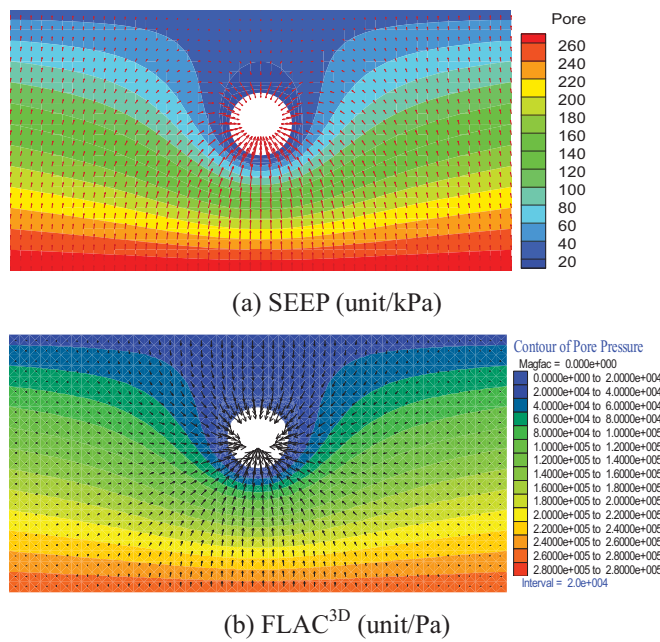 Pore
260
240
220
200
180
160
140
120
100
80
60
40
20
(a) SEEP (unit/kPa)
Contour of Pore Pressure
Magfac = 0.000e+000
0.0000e+000 to 2.0000e+004
2.0000e+004 to 4.0000e+004
4.0000e+004 to 6.0000e+004
6.0000e+004 to 8.0000e+004
8.0000e+004 to 1.0000e+005
1.0000e+005 to 1.2000e+005
1.2000e+005 to 1.4000e+005
1.4000e+005 to 1.6000e+005
1.6000e+005 to 1.8000e+005
1.8000e+005 to 2.0000e+005
2.0000e+005 to 2.2000e+005
2.2000e+005 to 2.4000e+005
2.4000e+005 to 2.6000e+005
2.6000e+005 to 2.8000e+005
2.8000e+005 to 2.8000e+005
Interval = 2.0e+004
(b) FLAC3D (unit/Pa)